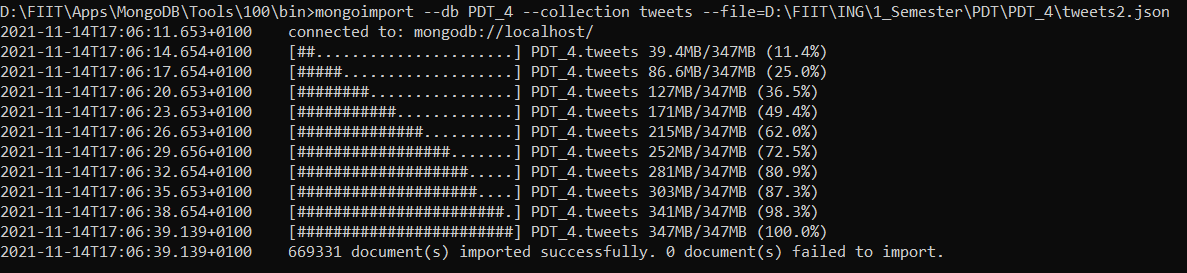 D:\FIIT\Apps\MongoDB\Tools\100\bin>mongoimport --db PDT_4 --collection tweets --file=D:\FIIT\ING\1_Semester\PDT\PDT_4\tweets2.json
2021-11-14T17:06:11.653+0100    connected to: mongodb://localhost/
2021-11-14T17:06:14.654+0100    [##......................] PDT_4.tweets 39.4MB/347MB (11.4%)
2021-11-14T17:06:17.654+0100    [#####...................] PDT_4.tweets 86.6MB/347MB (25.0%)
2021-11-14T17:06:20.653+0100    [########................] PDT_4.tweets 127MB/347MB (36.5%)
2021-11-14T17:06:23.653+0100    [###########.............] PDT_4.tweets 171MB/347MB (49.4%)
2021-11-14T17:06:26.653+0100    [##############..........] PDT_4.tweets 215MB/347MB (62.0%)
2021-11-14T17:06:29.656+0100    [#################.......] PDT_4.tweets 252MB/347MB (72.5%)
2021-11-14T17:06:32.654+0100    [###################.....] PDT_4.tweets 281MB/347MB (80.9%)
2021-11-14T17:06:35.653+0100    [####################....] PDT_4.tweets 303MB/347MB (87.3%)
2021-11-14T17:06:38.654+0100    [#######################.] PDT_4.tweets 341MB/347MB (98.3%)
2021-11-14T17:06:39.139+0100    [########################] PDT_4.tweets 347MB/347MB (100.0%)
2021-11-14T17:06:39.139+0100    669331 document(s) imported successfully. 0 document(s) failed to import.